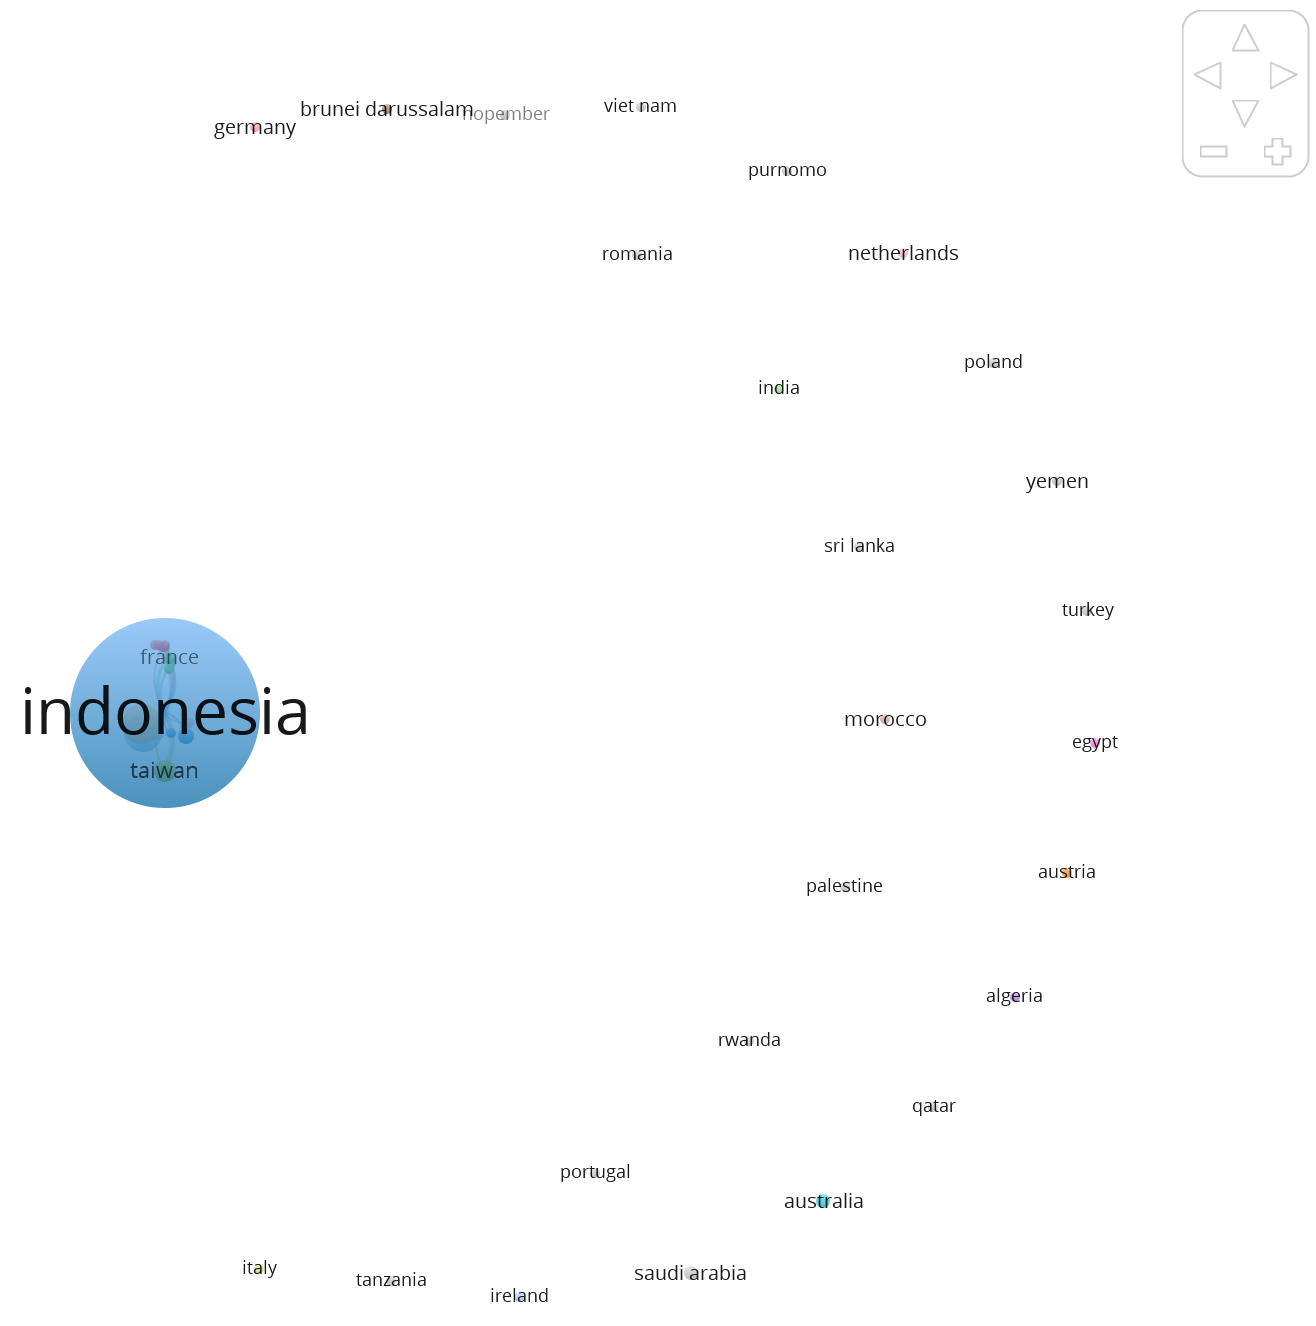 viet nam
brunei darussalam
nopember
germany
purnomo
netherlands
romania
poland
india
yemen
sri lanka
turkey
france
indonesia
morocco
egypt
taiwan
austria
palestine
algeria
rwanda
qatar
portugal
australia
italy
saudi arabia
tanzania
ireland